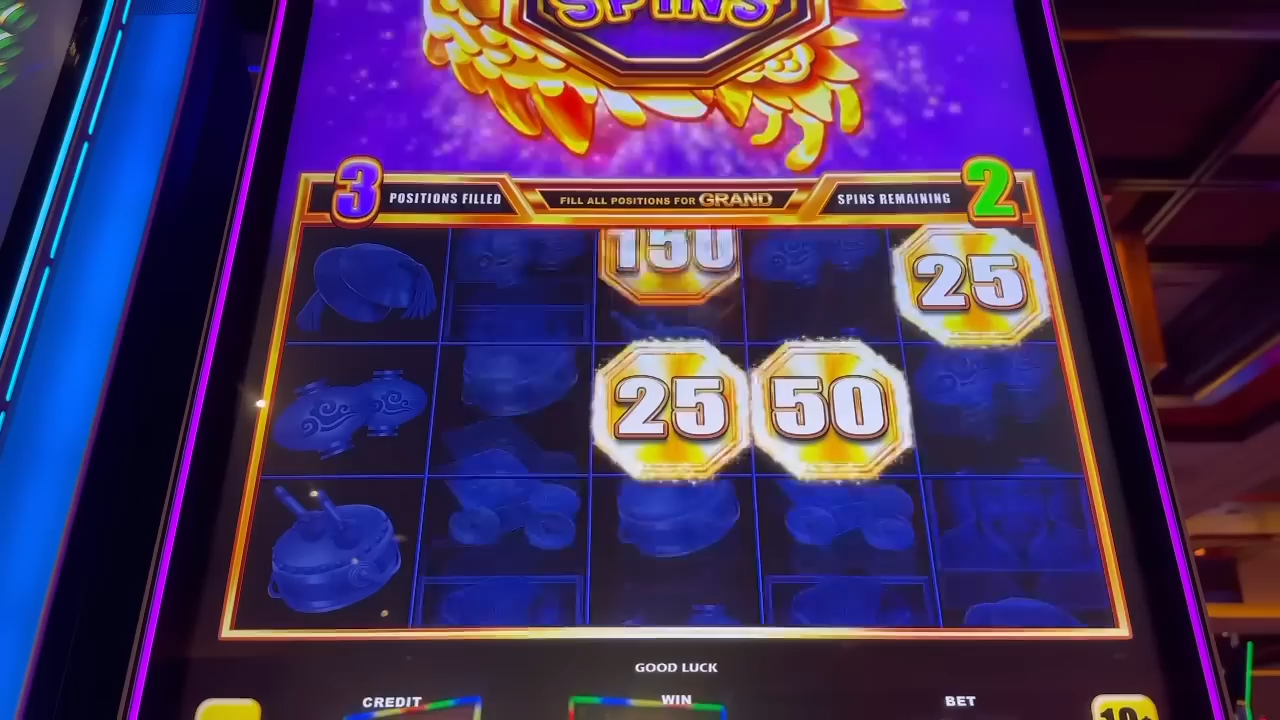 SPINS
3 POSITIONS FILLED
FILL ALL POSITIONS FOR GRAND
SPINS REMAINING 2
150
25
25
50
GOOD LUCK
CREDIT
WIN
BET